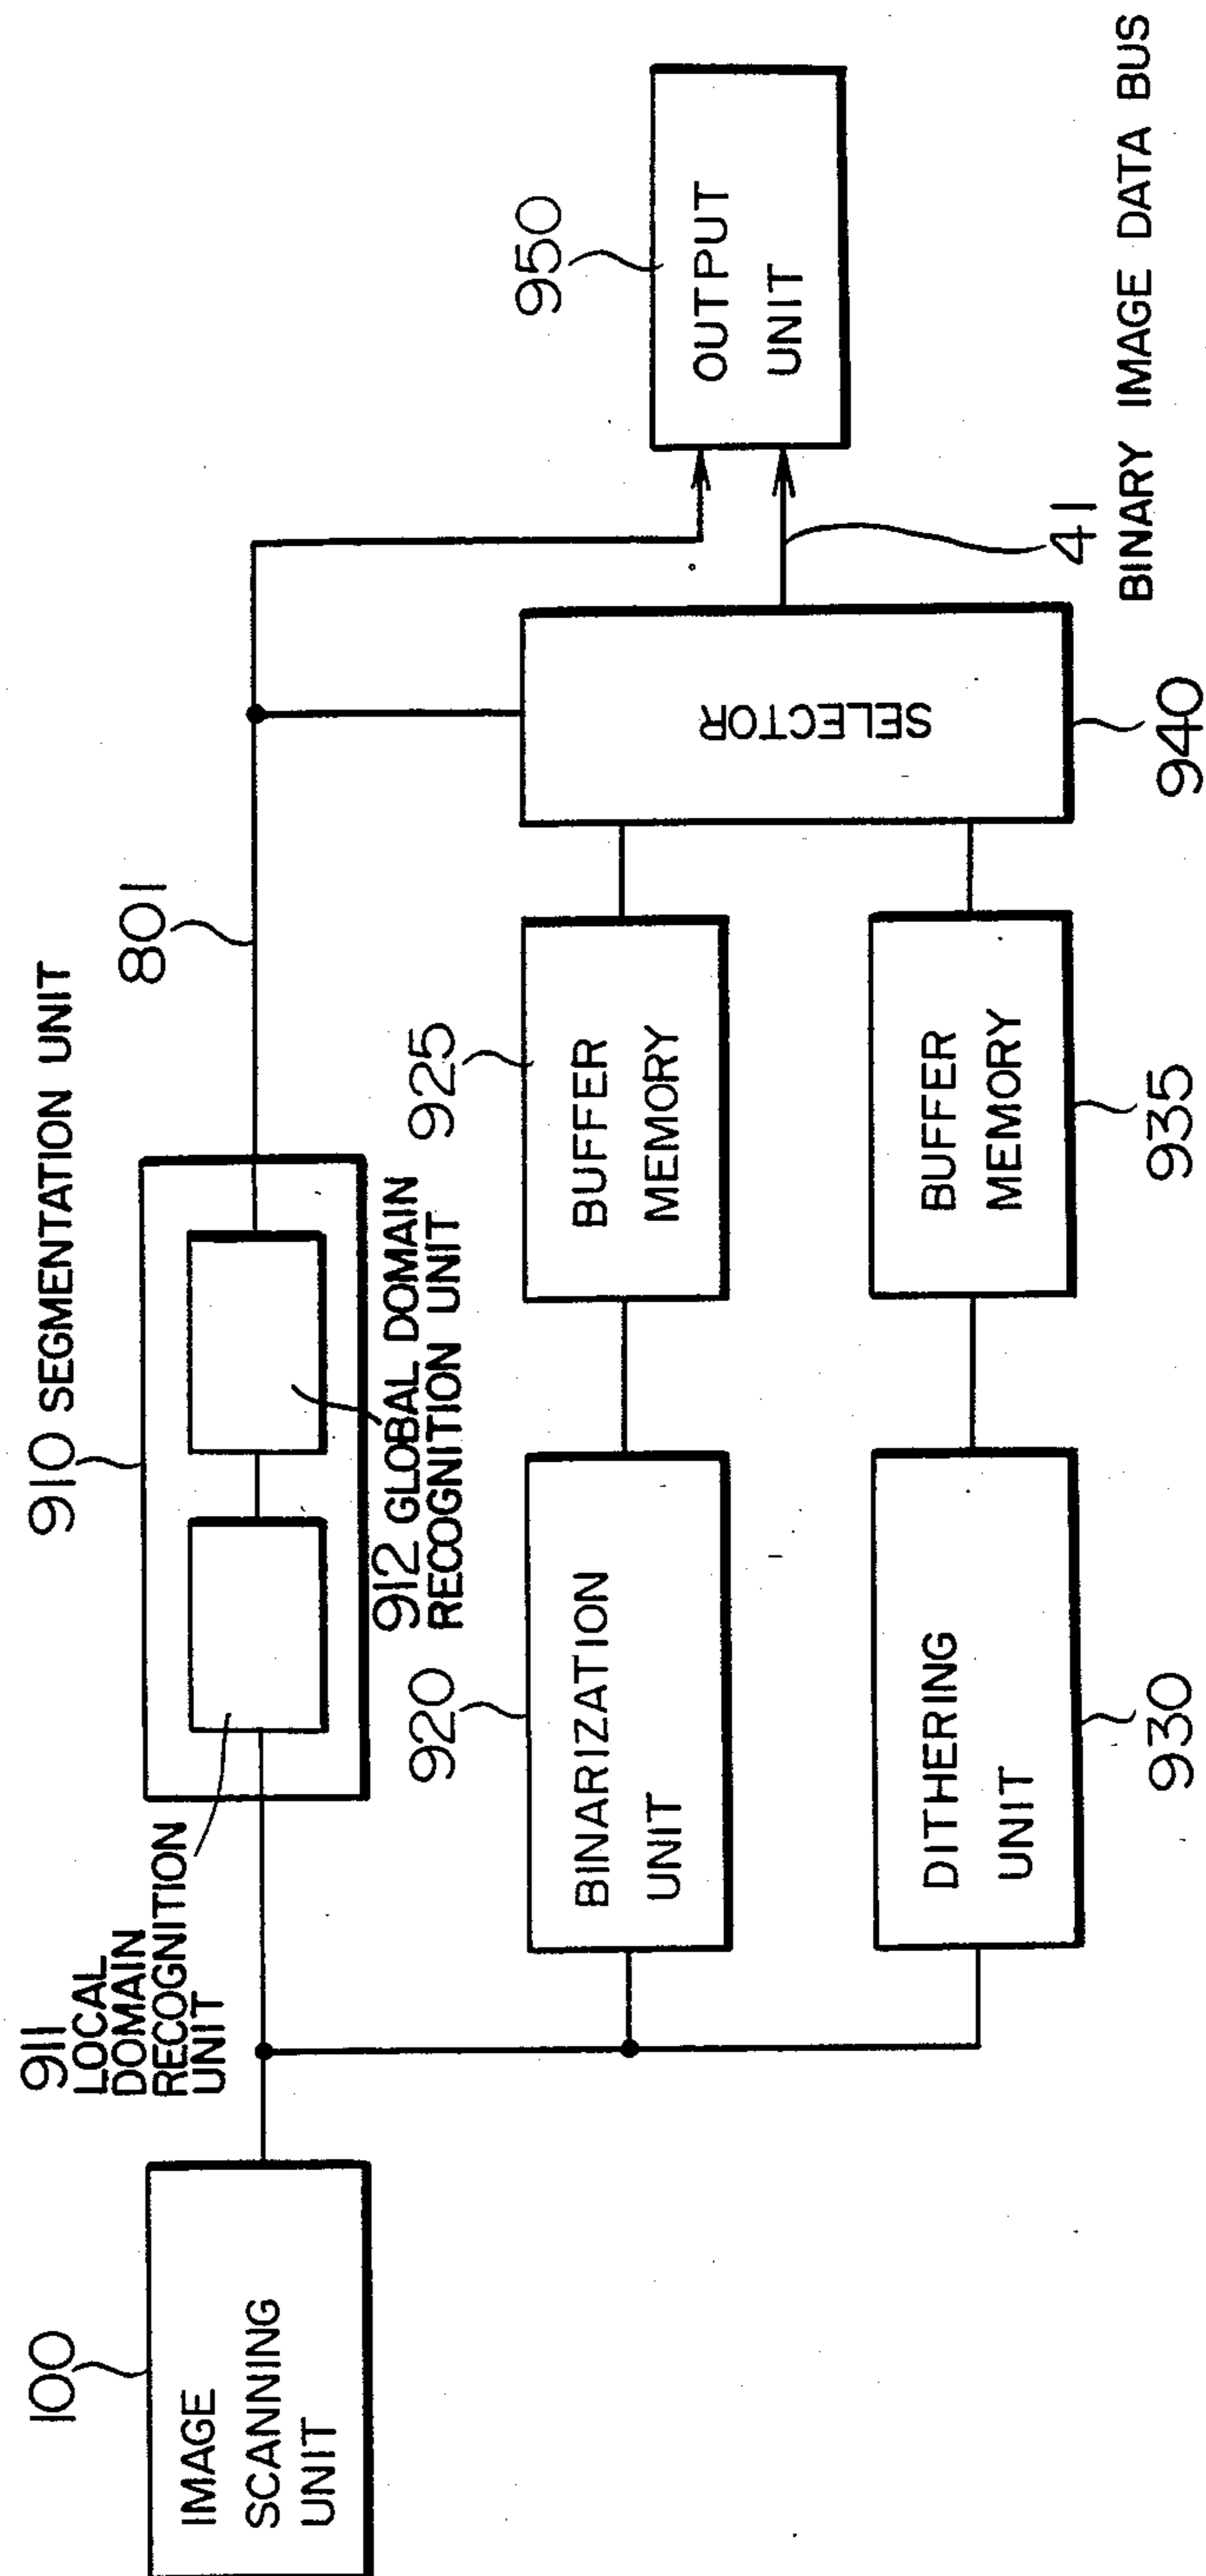 100
IMAGE
SCANNING
UNIT
911
LOCAL
DOMAIN
RECOGNITION
UNIT
910 SEGMENTATION UNIT
912 GLOBAL DOMAIN
RECOGNITION UNIT
801
920
BINARIZATION
UNIT
925
BUFFER
MEMORY
930
DITHERING
UNIT
935
BUFFER
MEMORY
SELECTOR
940
950
OUTPUT
UNIT
41
BINARY IMAGE DATA BUS